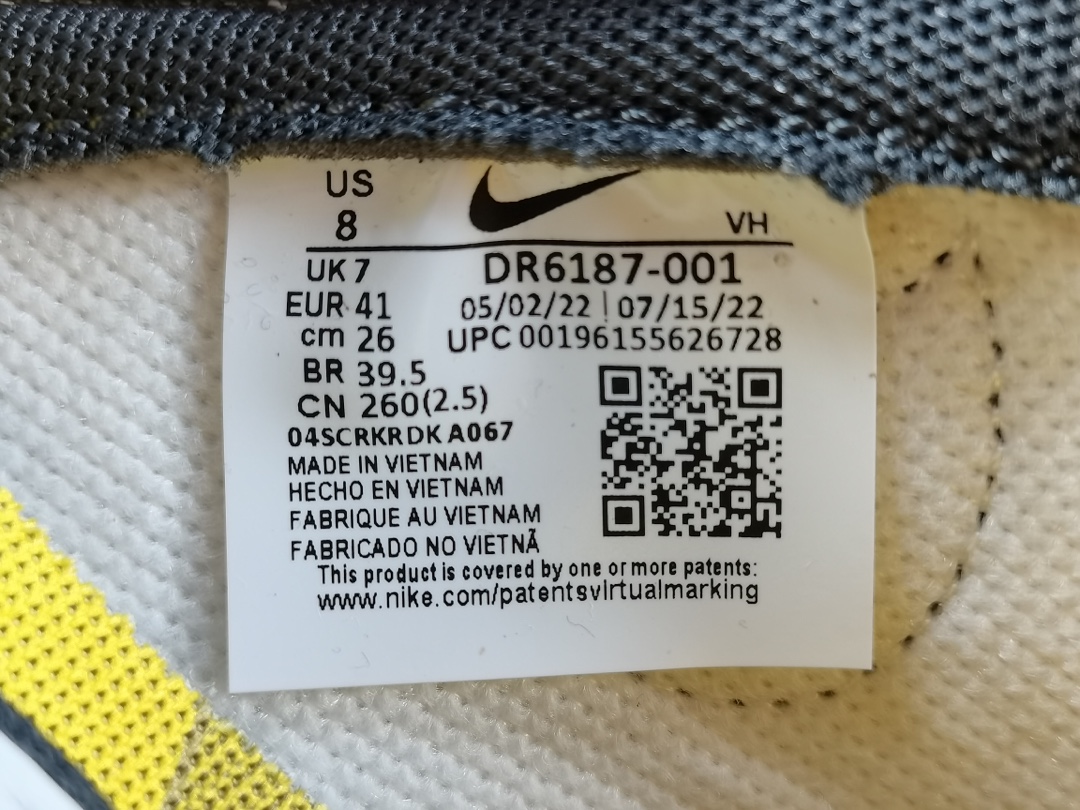 US
8
VH
UK 7
DR6187-001
EUR 41
05/02/22 | 07/15/22
cm 26
UPC 00196155626728
BR 39.5
CN 260(2.5)
04SCRKRDK A067
MADE IN VIETNAM
HECHO EN VIETNAM
FABRIQUE AU VIETNAM
FABRICADO NO VIETNÃ
This product is covered by one or more patents:
www.nike.com/patentsvirtualmarking